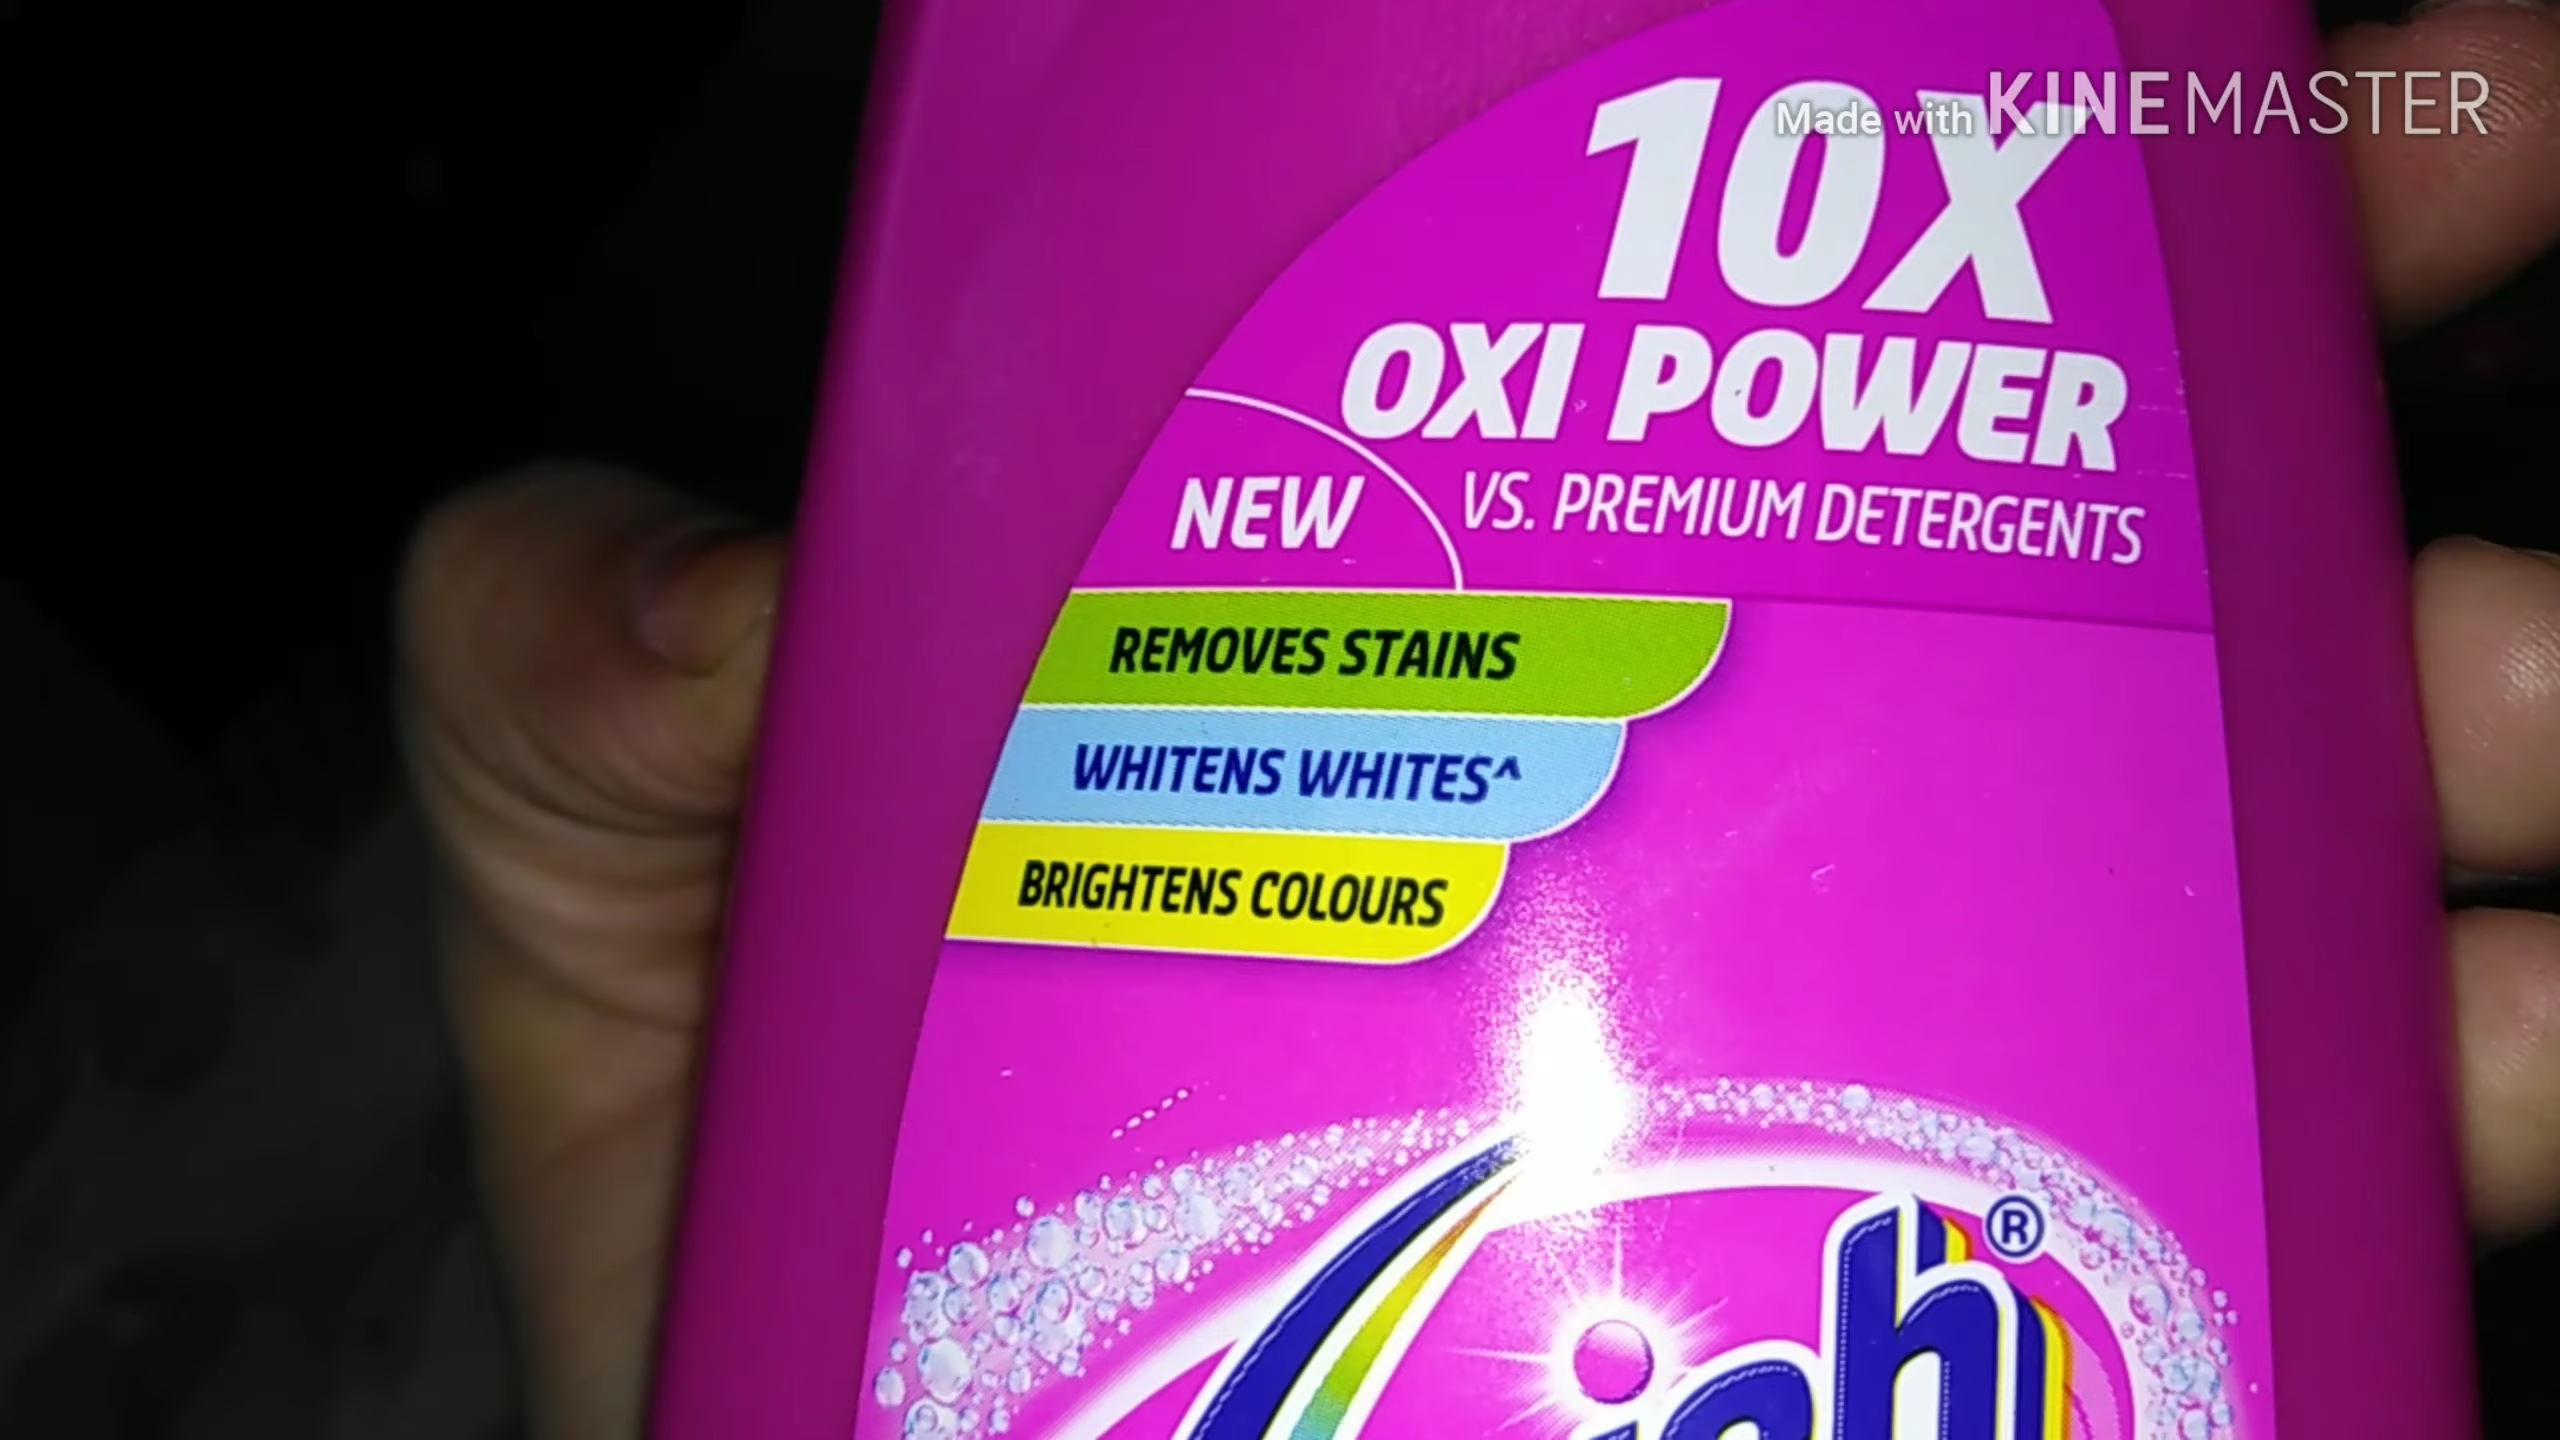 Made with KINEMASTER
10X
OXI POWER
VS. PREMIUM DETERGENTS
NEW
REMOVES STAINS
WHITENS WHITES^
BRIGHTENS COLOURS
®